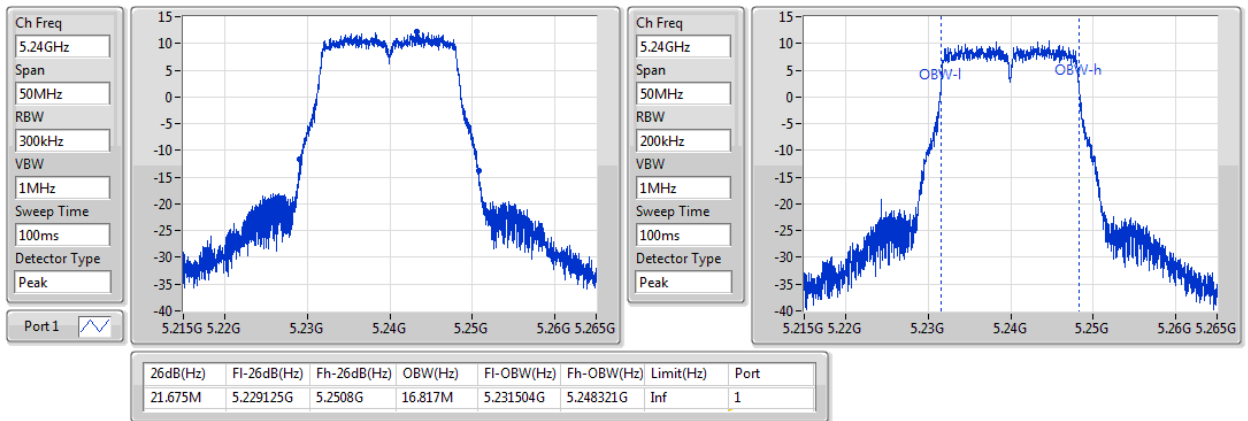 Ch Freq
5.24GHz
Span
50MHz
RBW
300kHz
VBW
1MHz
Sweep Time
100ms
Detector Type
Peak
Port 1
15
10
5
0
-5
-10
-15
-20
-25
-30
-35
-40
5.215G 5.22G 5.23G 5.24G 5.25G 5.26G 5.265G
Ch Freq
5.24GHz
Span
50MHz
RBW
200kHz
VBW
1MHz
Sweep Time
100ms
Detector Type
Peak
15
10
5
0
-5
-10
-15
-20
-25
-30
-35
-40
OBW-l OBW-h
5.215G 5.22G 5.23G 5.24G 5.25G 5.26G 5.265G
26dB(Hz) Fl-26dB(Hz) Fh-26dB(Hz) OBW(Hz) Fl-OBW(Hz) Fh-OBW(Hz) Limit(Hz) Port
21.675M 5.229125G 5.2508G 16.817M 5.231504G 5.248321G Inf 1